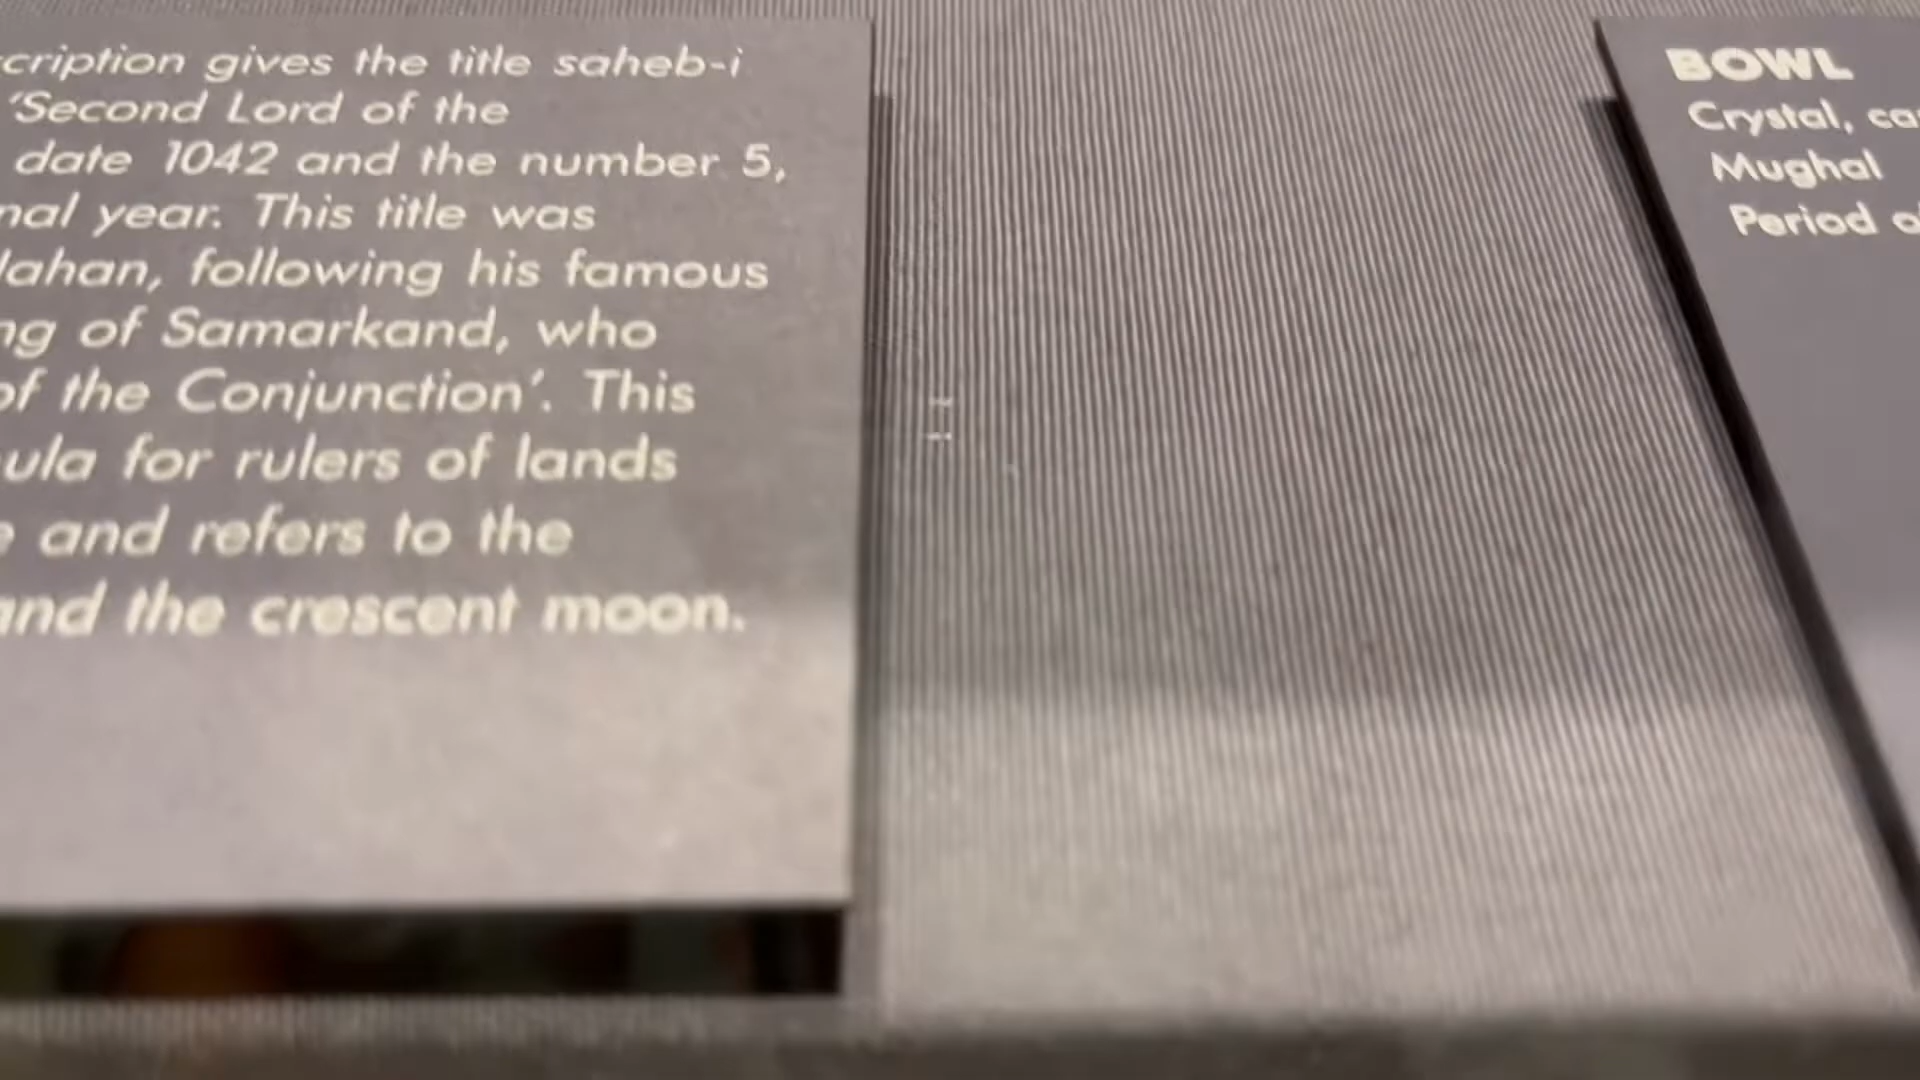 cription gives the title saheb-i
'Second Lord of the
date 1042 and the number 5,
nal year. This title was
Jahan, following his famous
ng of Samarkand, who
of the Conjunction'. This
ula for rulers of lands
and refers to the
and the crescent moon.
BOWL
Crystal, ca
Mughal
Period of